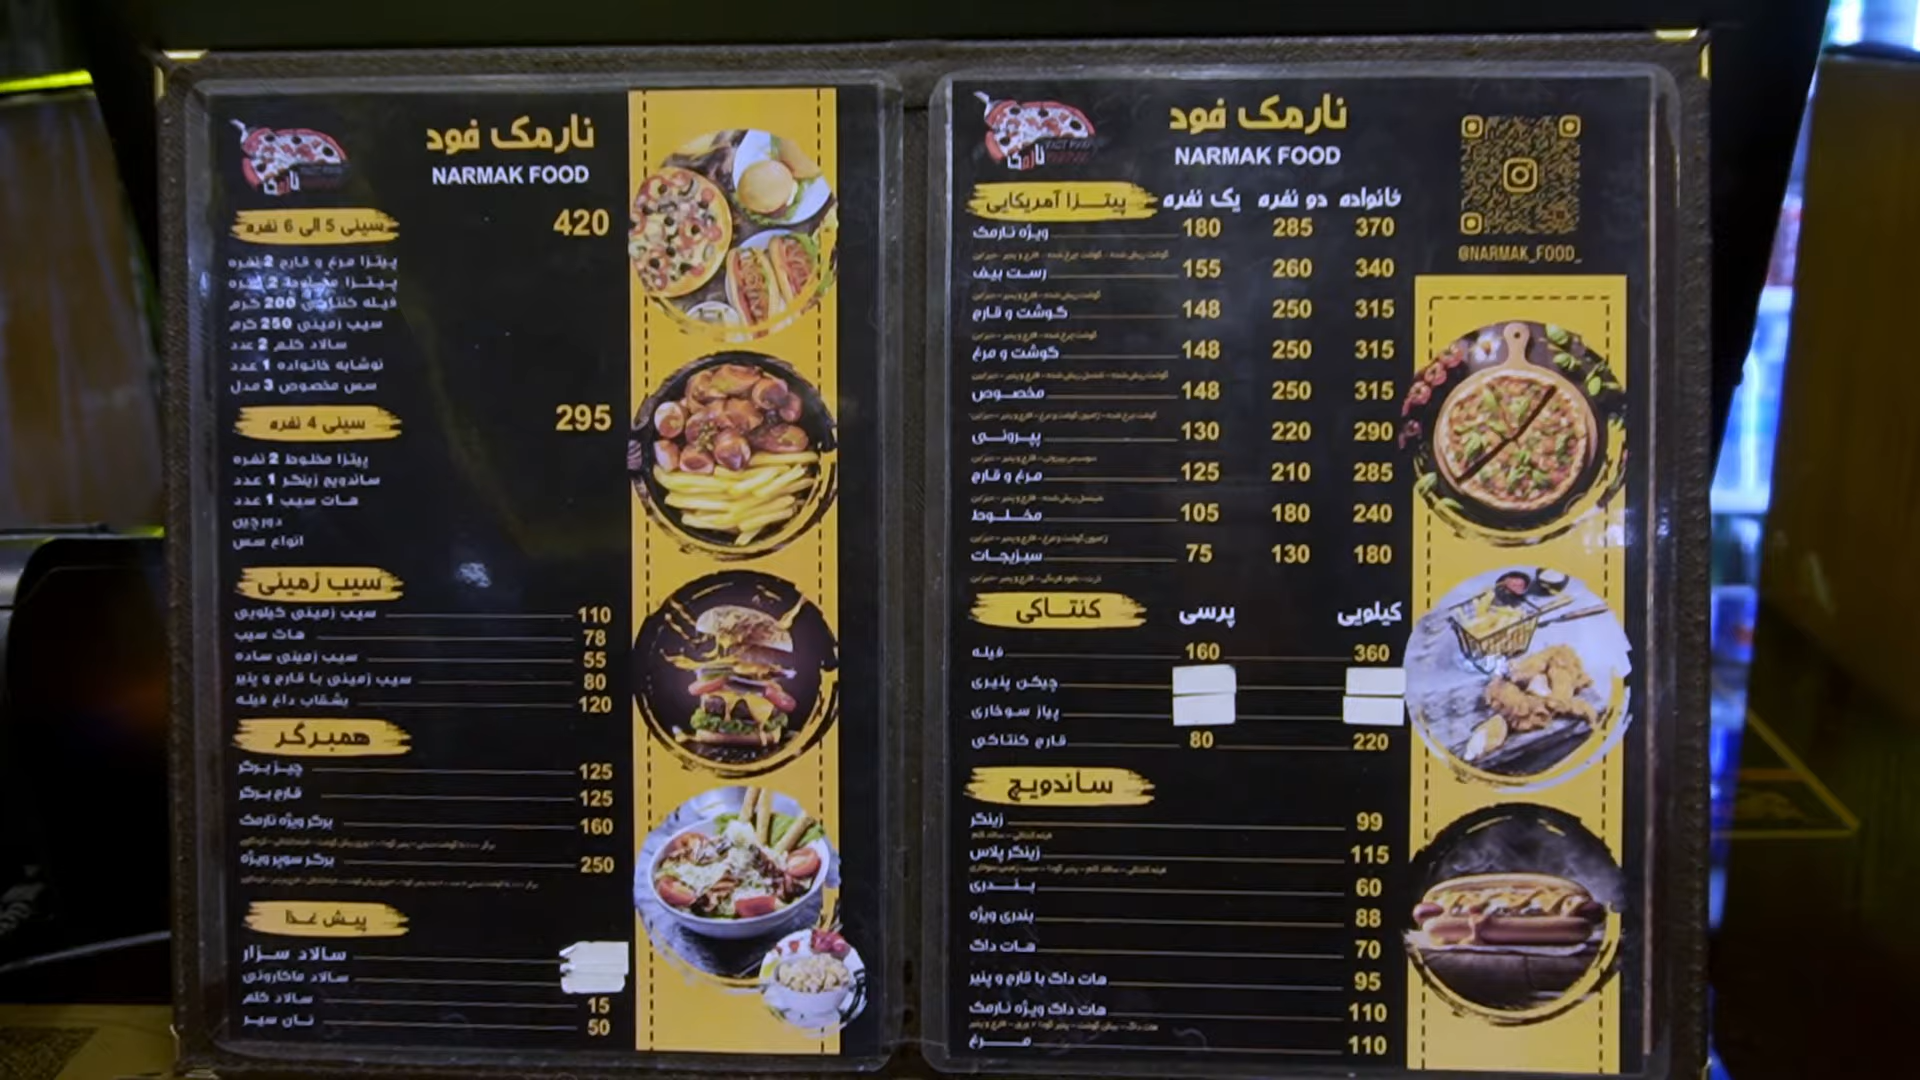 نارمک فود
NARMAK FOOD
سینی 5 الی 6 نفره 420
پیتزا مرغ و قارچ 2 نفره
پیتزا مخلوط 2 نفره
فیله کنتاکی 200 گرم
سیب زمینی 250 گرم
سالاد کلم 2 عدد
نوشابه خانواده 1 عدد
سس مخصوص 3 مدل
سینی 4 نفره 295
پیتزا مخلوط 2 نفره
ساندویچ زینگر 1 عدد
هات سیب 1 عدد
دورچین
انواع سس
سیب زمینی
سیب زمینی کیلویی 110
هات سیب 78
سیب زمینی ساده 55
سیب زمینی با قارچ و پنیر 80
بشقاب داغ فیله 120
همبرگر
چیز برگر 125
قارچ برگر 125
برگر ویژه نارمک 160
برگر سوپر ویژه 250
پیش غذا
سالاد سزار
سالاد ماکارونی
سالاد کلم 15
نان سیر 50
نارمک فود
NARMAK FOOD
@NARMAK_FOOD_
پیتزا آمریکایی یک نفره دو نفره خانواده
ویژه نارمک 180 285 370
رست بیف 155 260 340
گوشت و قارچ 148 250 315
گوشت و مرغ 148 250 315
مخصوص 148 250 315
پپرونی 130 220 290
مرغ و قارچ 125 210 285
مخلوط 105 180 240
سبزیجات 75 130 180
کنتاکی پرسی کیلویی
فیله 160 360
چیکن پنیری
پیاز سوخاری
قارچ کنتاکی 80 220
ساندویچ
زینگر 99
زینگر پلاس 115
بندری 60
بندری ویژه 88
هات داگ 70
هات داگ با قارچ و پنیر 95
هات داگ ویژه نارمک 110
مرغ 110